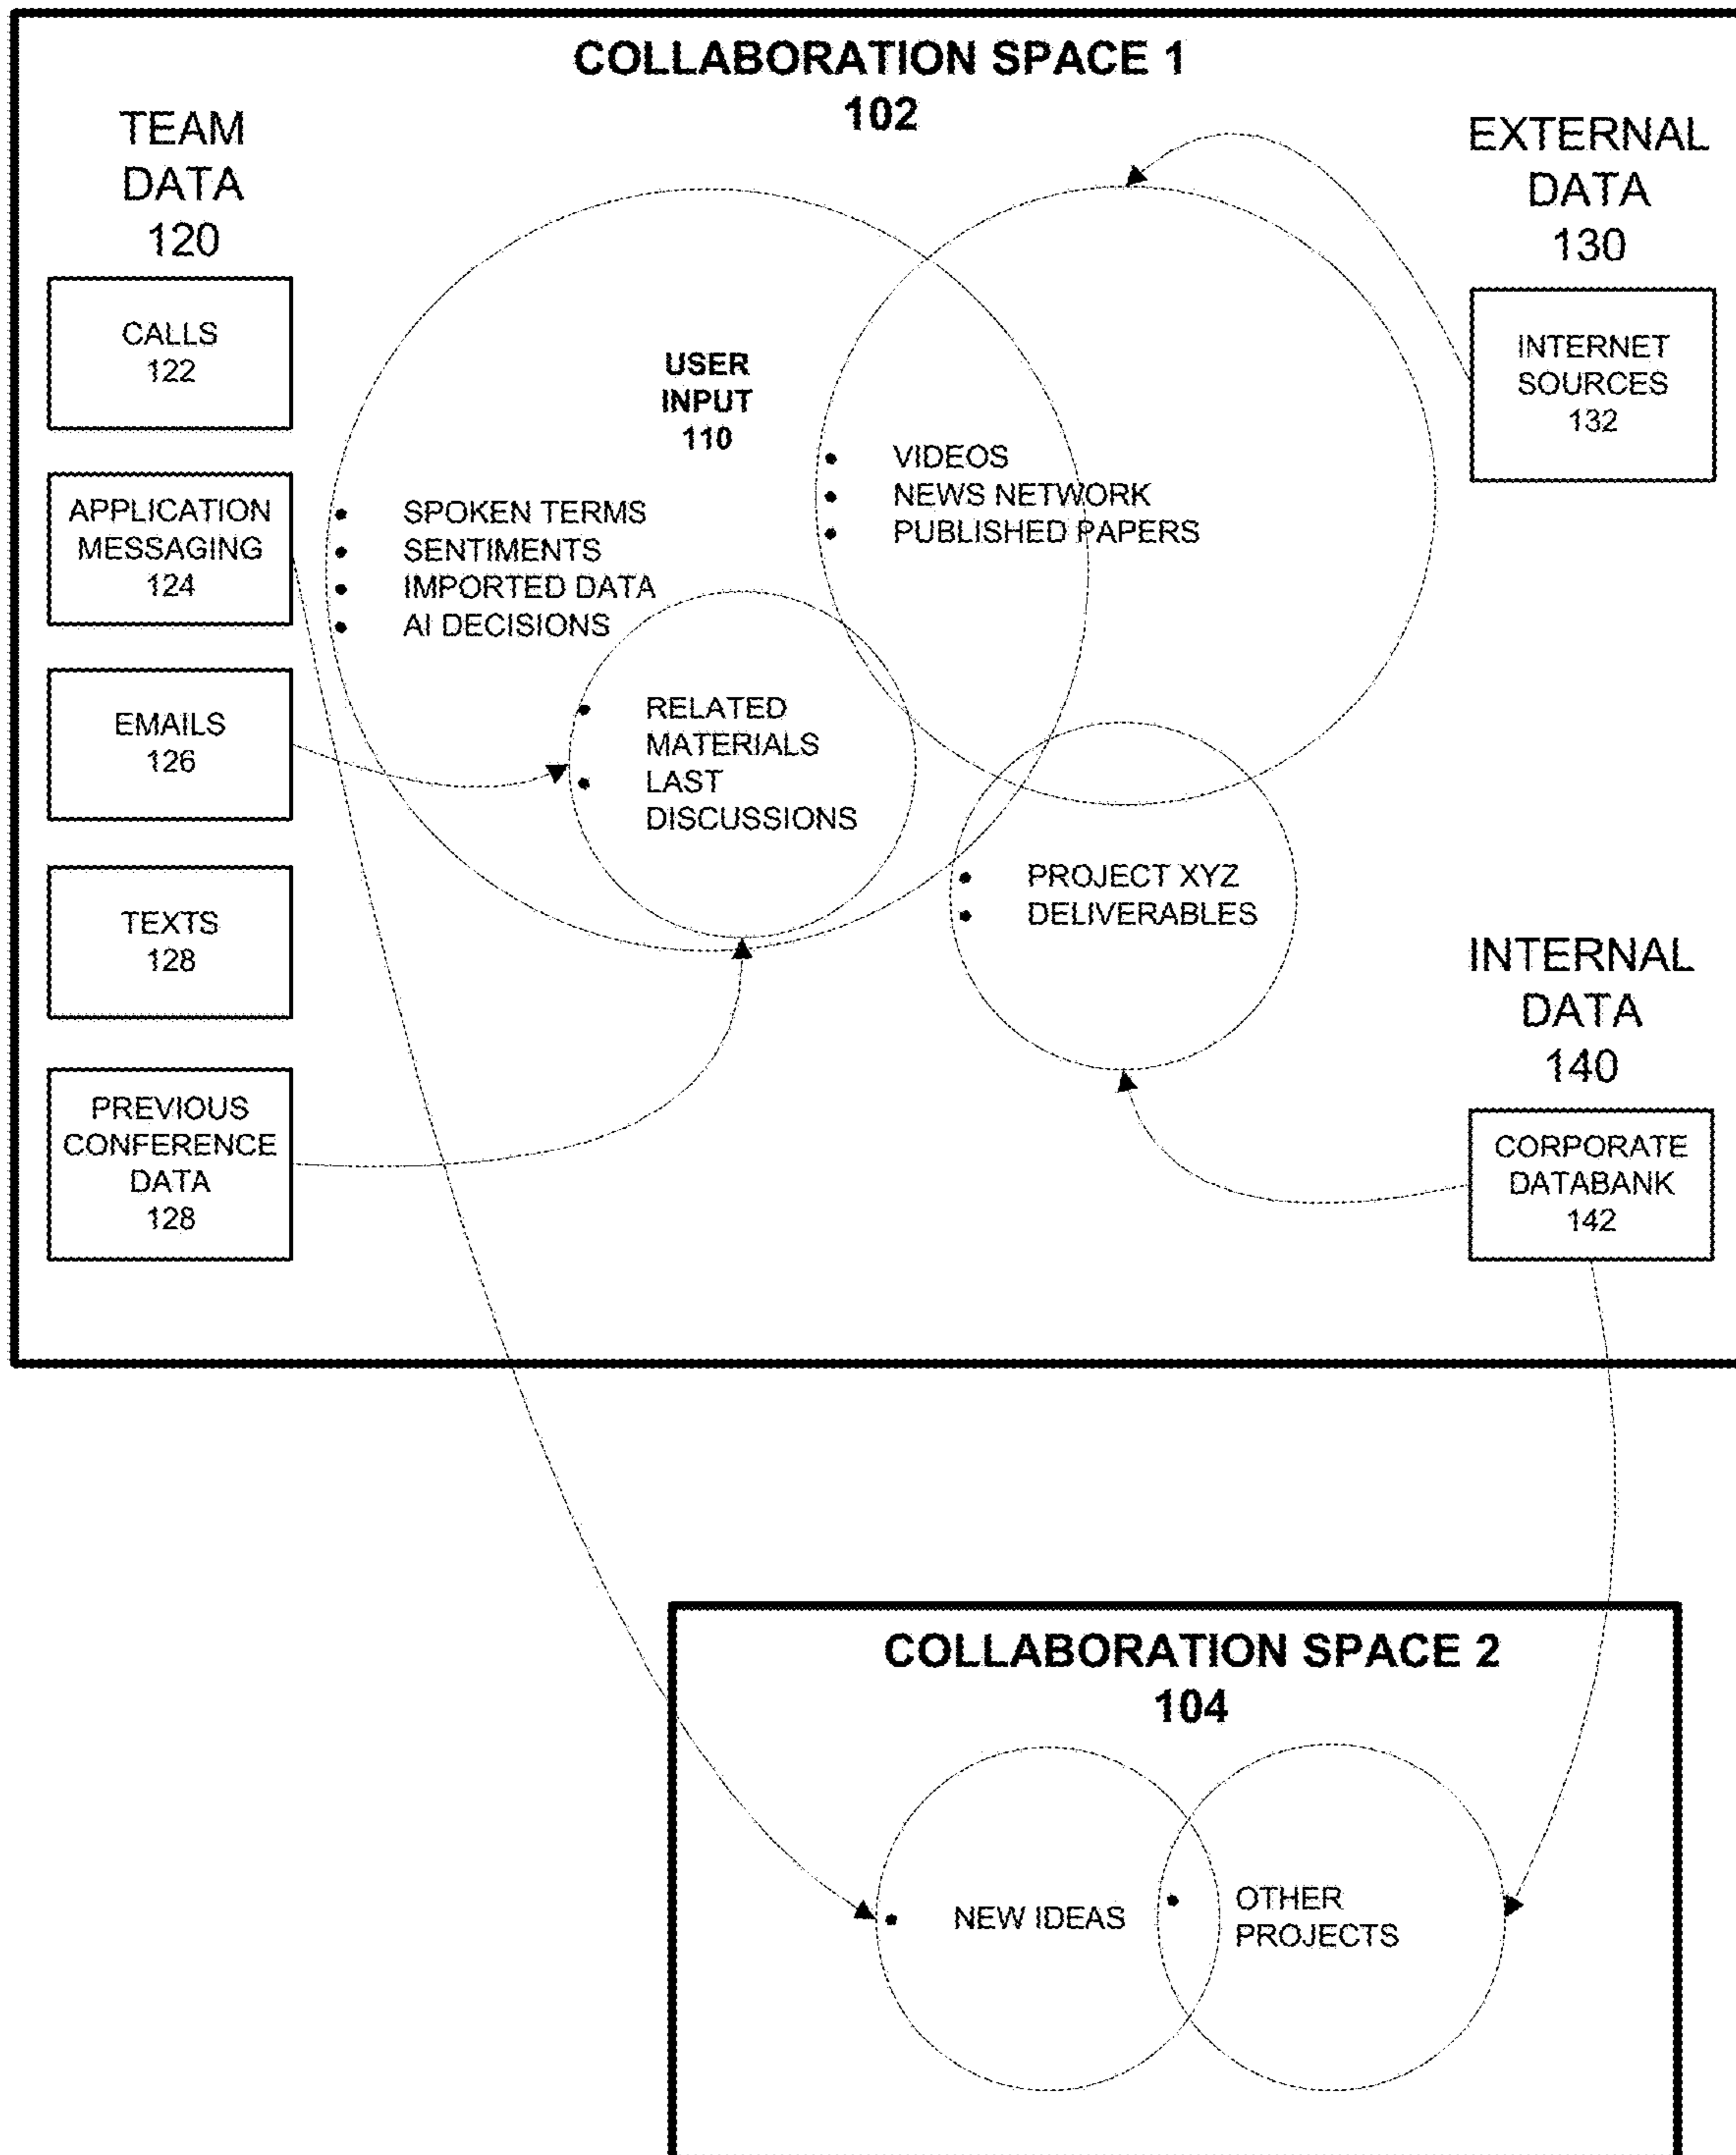 COLLABORATION SPACE 1
102
TEAM
DATA
120
CALLS
122
APPLICATION
MESSAGING
124
EMAILS
126
TEXTS
128
PREVIOUS
CONFERENCE
DATA
128
USER
INPUT
110
• SPOKEN TERMS
• SENTIMENTS
• IMPORTED DATA
• AI DECISIONS
• VIDEOS
• NEWS NETWORK
• PUBLISHED PAPERS
• RELATED
MATERIALS
• LAST
DISCUSSIONS
• PROJECT XYZ
• DELIVERABLES
EXTERNAL
DATA
130
INTERNET
SOURCES
132
INTERNAL
DATA
140
CORPORATE
DATABANK
142
COLLABORATION SPACE 2
104
• NEW IDEAS
• OTHER
PROJECTS